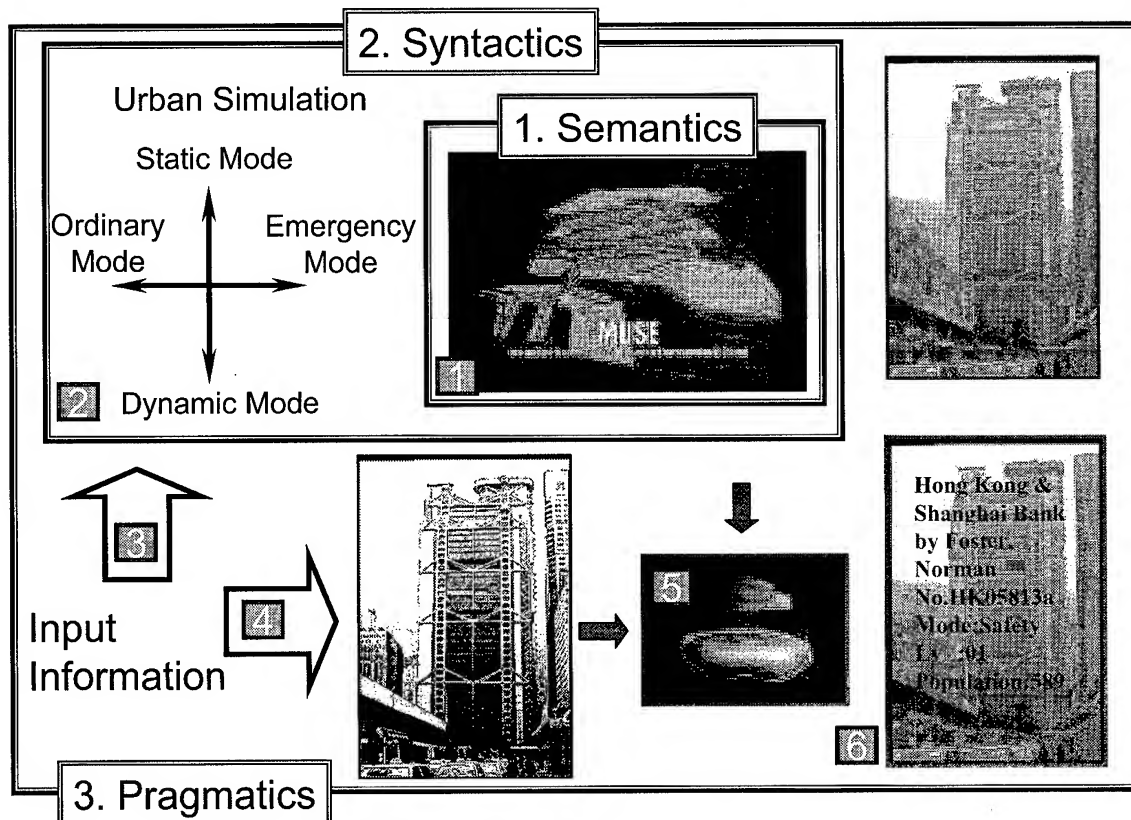 2. Syntactics
Urban Simulation
Static Mode
Ordinary
Mode
Emergency
Mode
2
Dynamic Mode
1. Semantics
MUSE
1
3
4
Input
Information
5
Hong Kong &
Shanghai Bank
by Foster,
Norman
No.HK05813a
Mode:Safety
:01
Population:589
6
3. Pragmatics